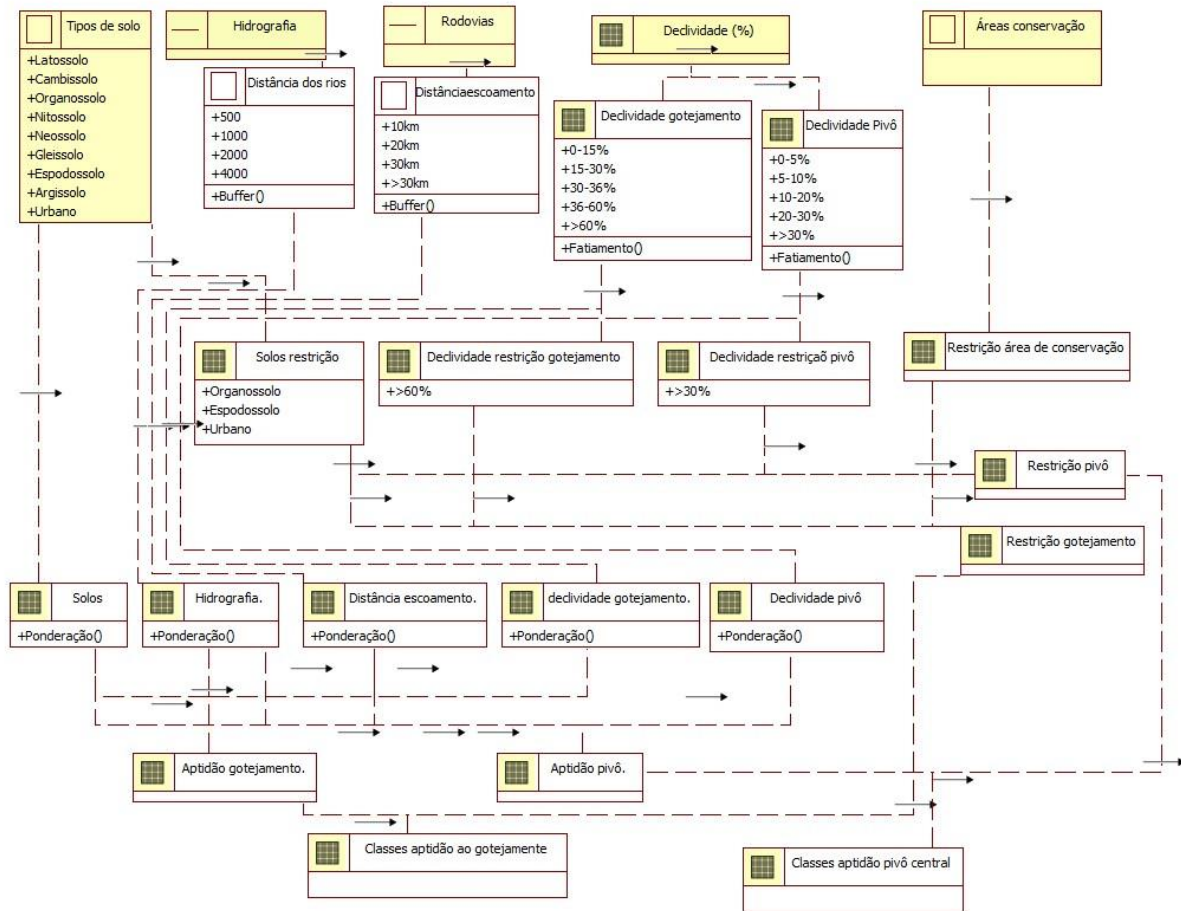 Tipos de solo
+Latossolo
+Cambissolo
+Organossolo
+Nitossolo
+Neossolo
+Gleissolo
+Espodossolo
+Argissolo
+Urbano
Hidrografia
Distância dos rios
+500
+1000
+2000
+4000
+Buffer()
Rodovias
Distânciaescoamento
+10km
+20km
+30km
+>30km
+Buffer()
Declividade (%)
Declividade gotejamento
+0-15%
+15-30%
+30-36%
+36-60%
+>60%
+Fatiamento()
Declividade Pivô
+0-5%
+5-10%
+10-20%
+20-30%
+>30%
+Fatiamento()
Áreas conservação
Solos restrição
+Organossolo
+Espodossolo
+Urbano
Declividade restrição gotejamento
+>60%
Declividade restriçaõ pivô
+>30%
Restrição área de conservação
Restrição pivô
Restrição gotejamento
Solos
+Ponderação()
Hidrografia.
+Ponderação()
Distância escoamento.
+Ponderação()
declividade gotejamento.
+Ponderação()
Declividade pivô
+Ponderação()
Aptidão gotejamento.
Aptidão pivô.
Classes aptidão ao gotejamente
Classes aptidão pivô central